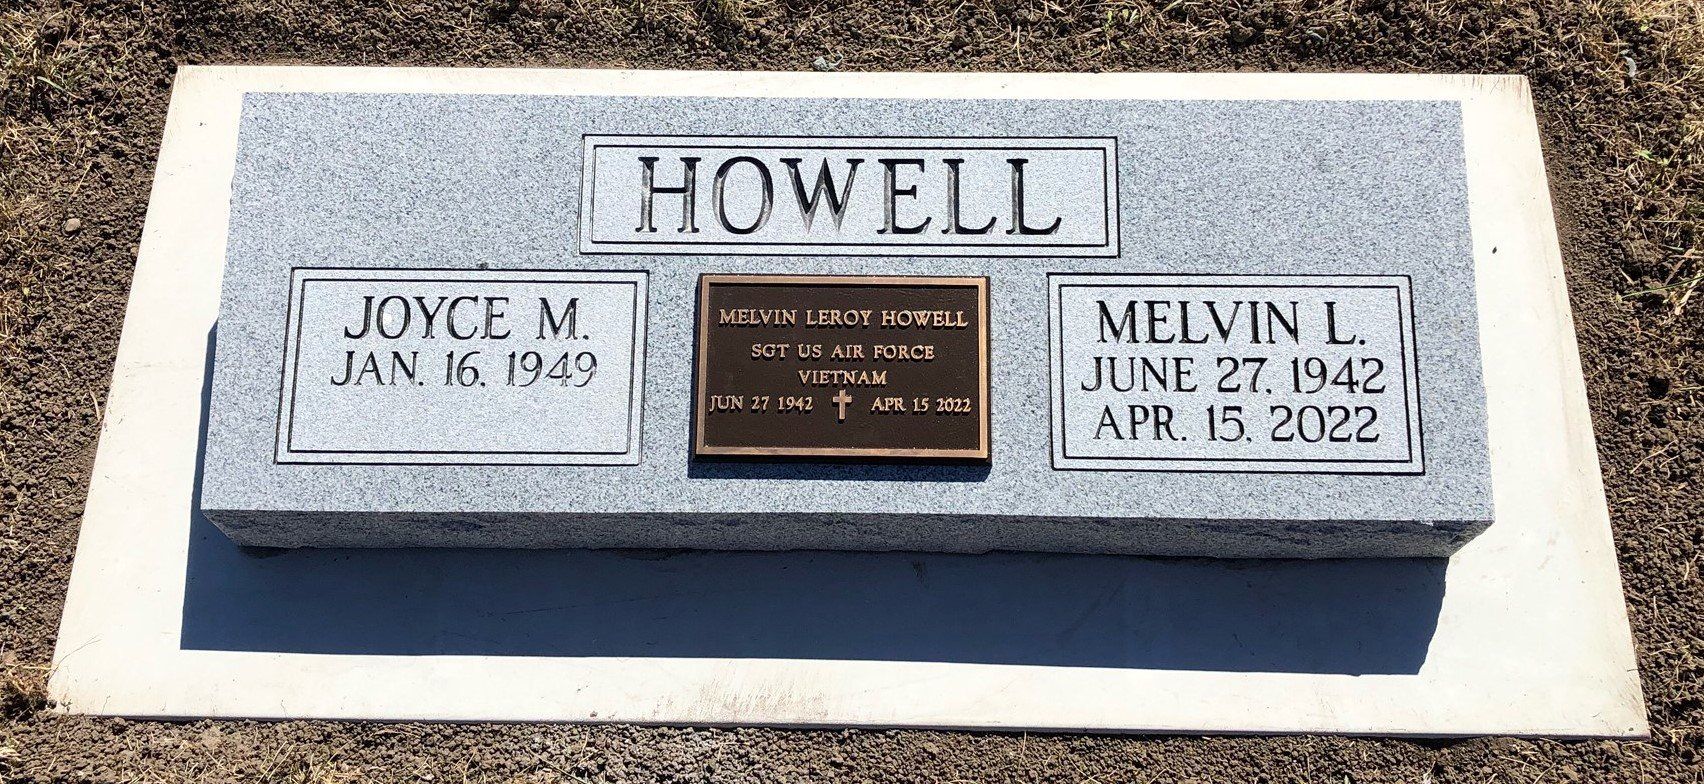 HOWELL
JOYCE M.
JAN. 16. 1949
MELVIN LEROY HOWELL
SGT US AIR FORCE
VIETNAM
JUN 27 1942 ✝ APR 15 2022
MELVIN L.
JUNE 27, 1942
APR. 15, 2022